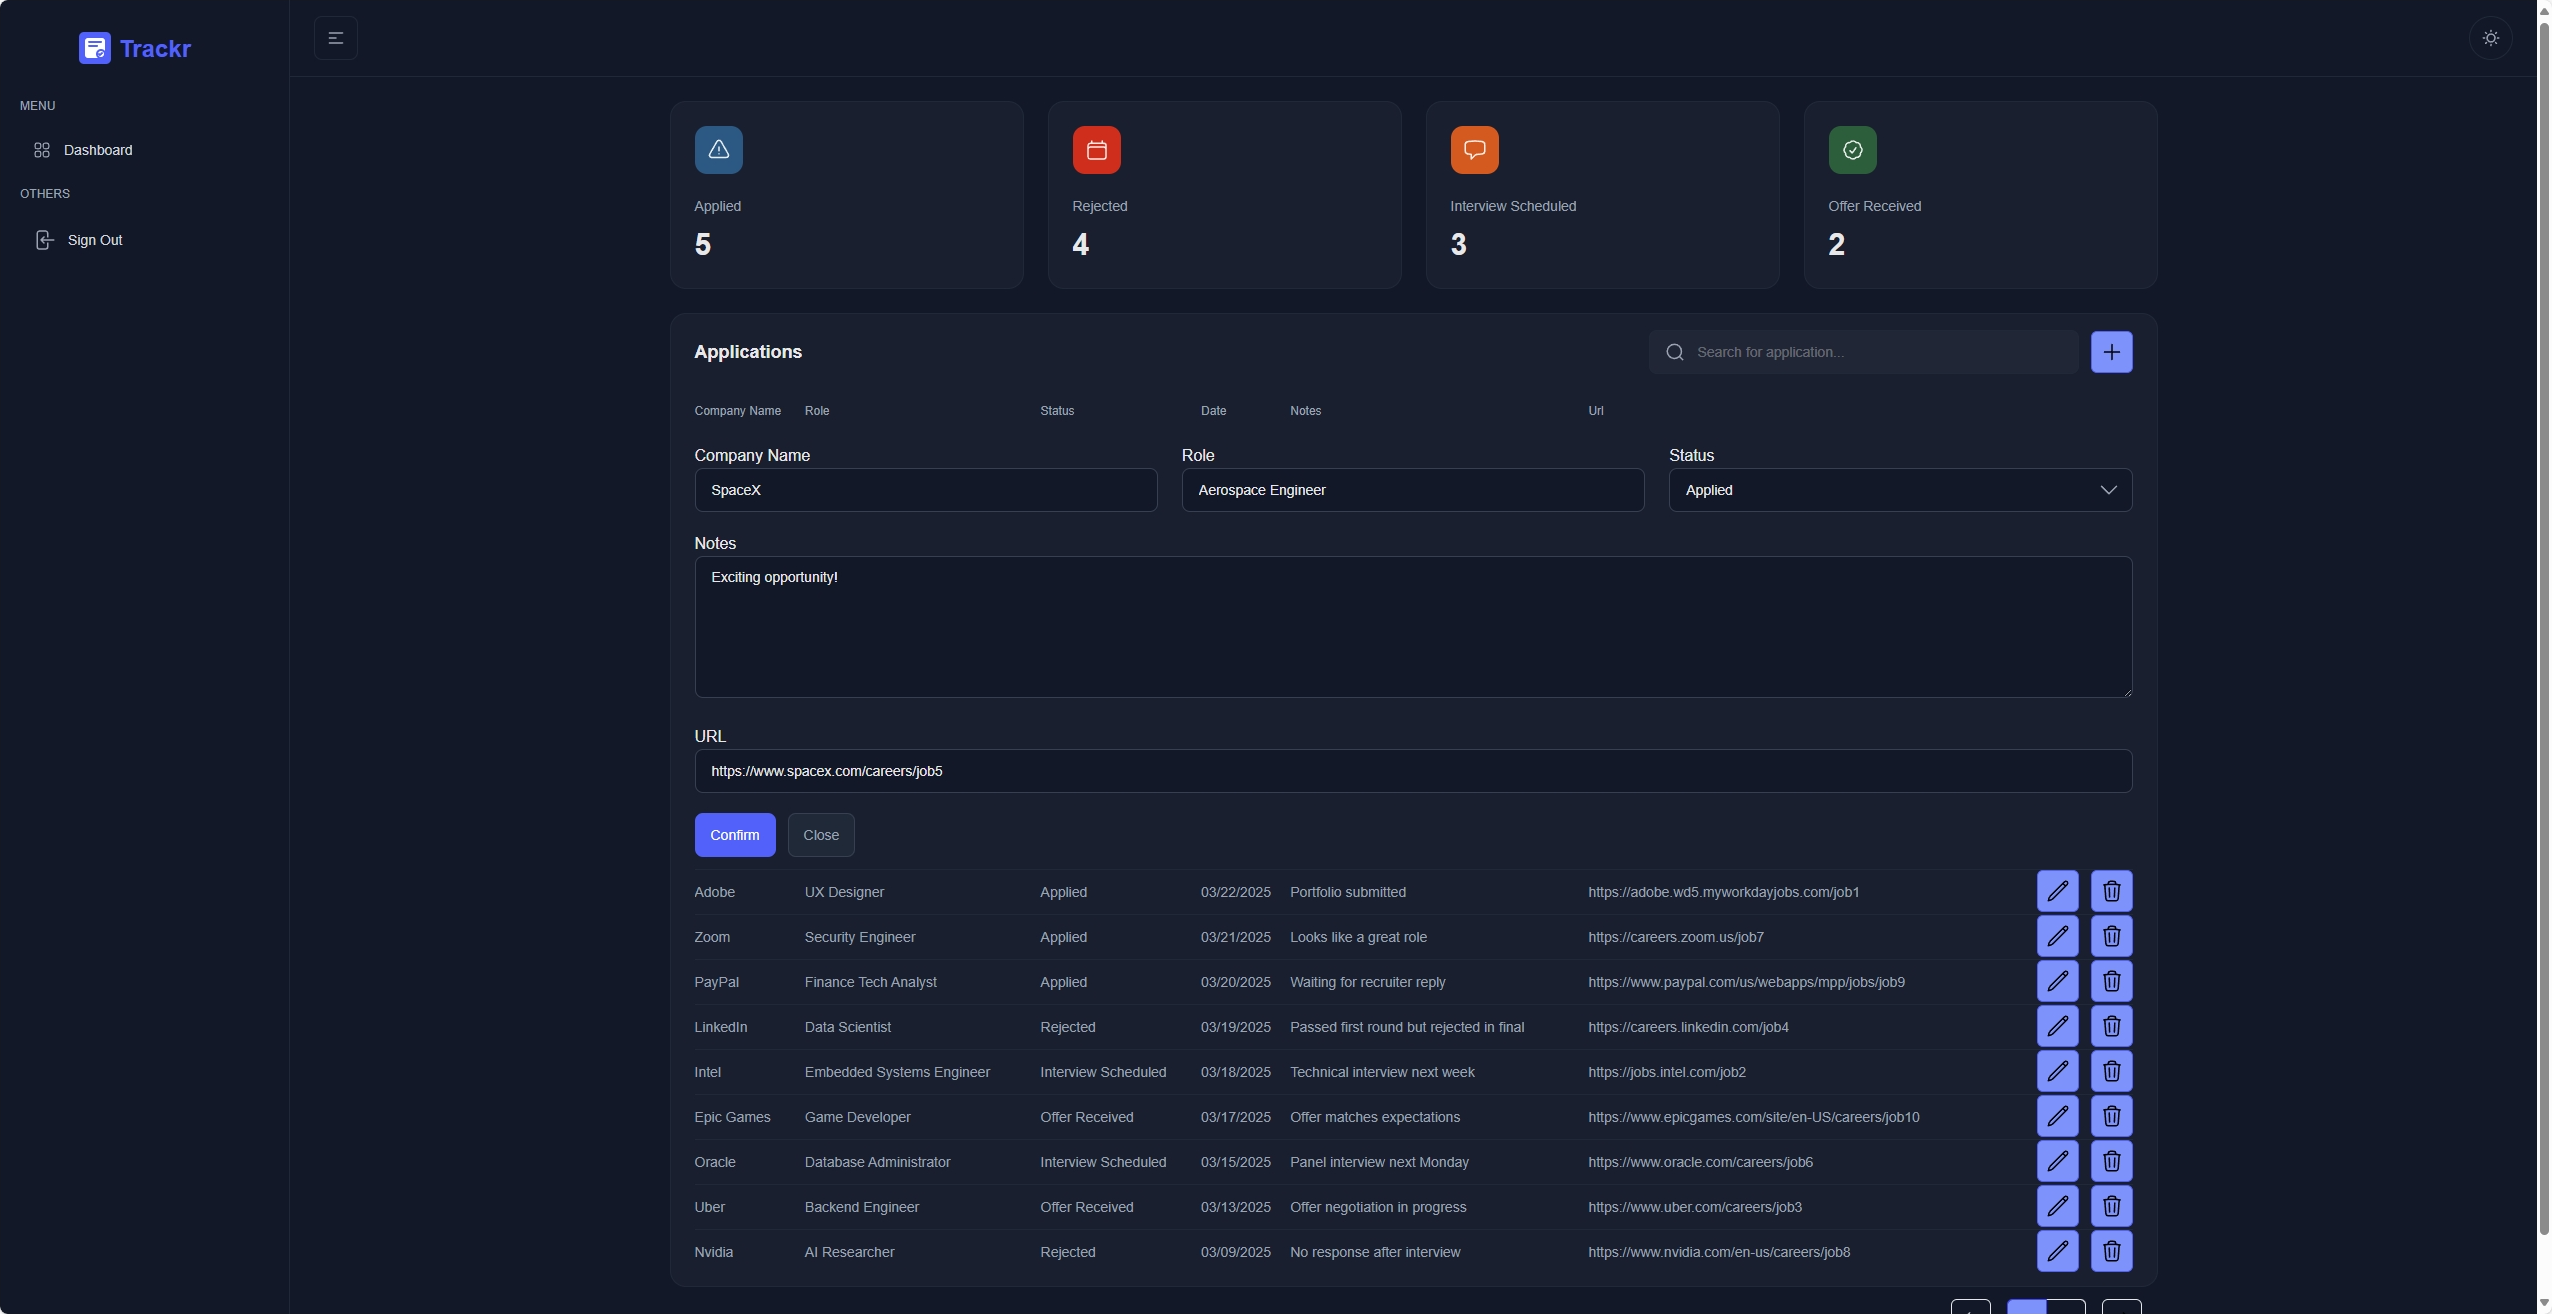 Trackr
MENU
Dashboard
OTHERS
Sign Out
Applied
5
Rejected
4
Interview Scheduled
3
Offer Received
2
Applications
Search for application...
Company Name Role Status Date Notes Url
Company Name Role Status
SpaceX Aerospace Engineer Applied
Notes
Exciting opportunity!
URL
https://www.spacex.com/careers/job5
Confirm Close
Adobe UX Designer Applied 03/22/2025 Portfolio submitted https://adobe.wd5.myworkdayjobs.com/job1
Zoom Security Engineer Applied 03/21/2025 Looks like a great role https://careers.zoom.us/job7
PayPal Finance Tech Analyst Applied 03/20/2025 Waiting for recruiter reply https://www.paypal.com/us/webapps/mpp/jobs/job9
LinkedIn Data Scientist Rejected 03/19/2025 Passed first round but rejected in final https://careers.linkedin.com/job4
Intel Embedded Systems Engineer Interview Scheduled 03/18/2025 Technical interview next week https://jobs.intel.com/job2
Epic Games Game Developer Offer Received 03/17/2025 Offer matches expectations https://www.epicgames.com/site/en-US/careers/job10
Oracle Database Administrator Interview Scheduled 03/15/2025 Panel interview next Monday https://www.oracle.com/careers/job6
Uber Backend Engineer Offer Received 03/13/2025 Offer negotiation in progress https://www.uber.com/careers/job3
Nvidia AI Researcher Rejected 03/09/2025 No response after interview https://www.nvidia.com/en-us/careers/job8